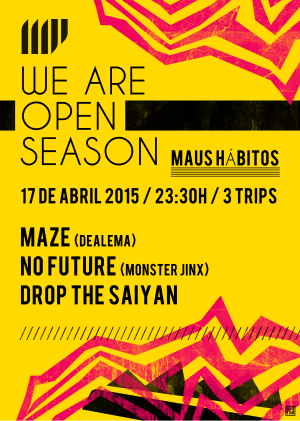 WE ARE
OPEN
SEASON
MAUS HÁBITOS
17 DE ABRIL 2015 / 23:30H / 3 TRIPS
MAZE (DEALEMA)
NO FUTURE (MONSTER JINX)
DROP THE SAIYAN